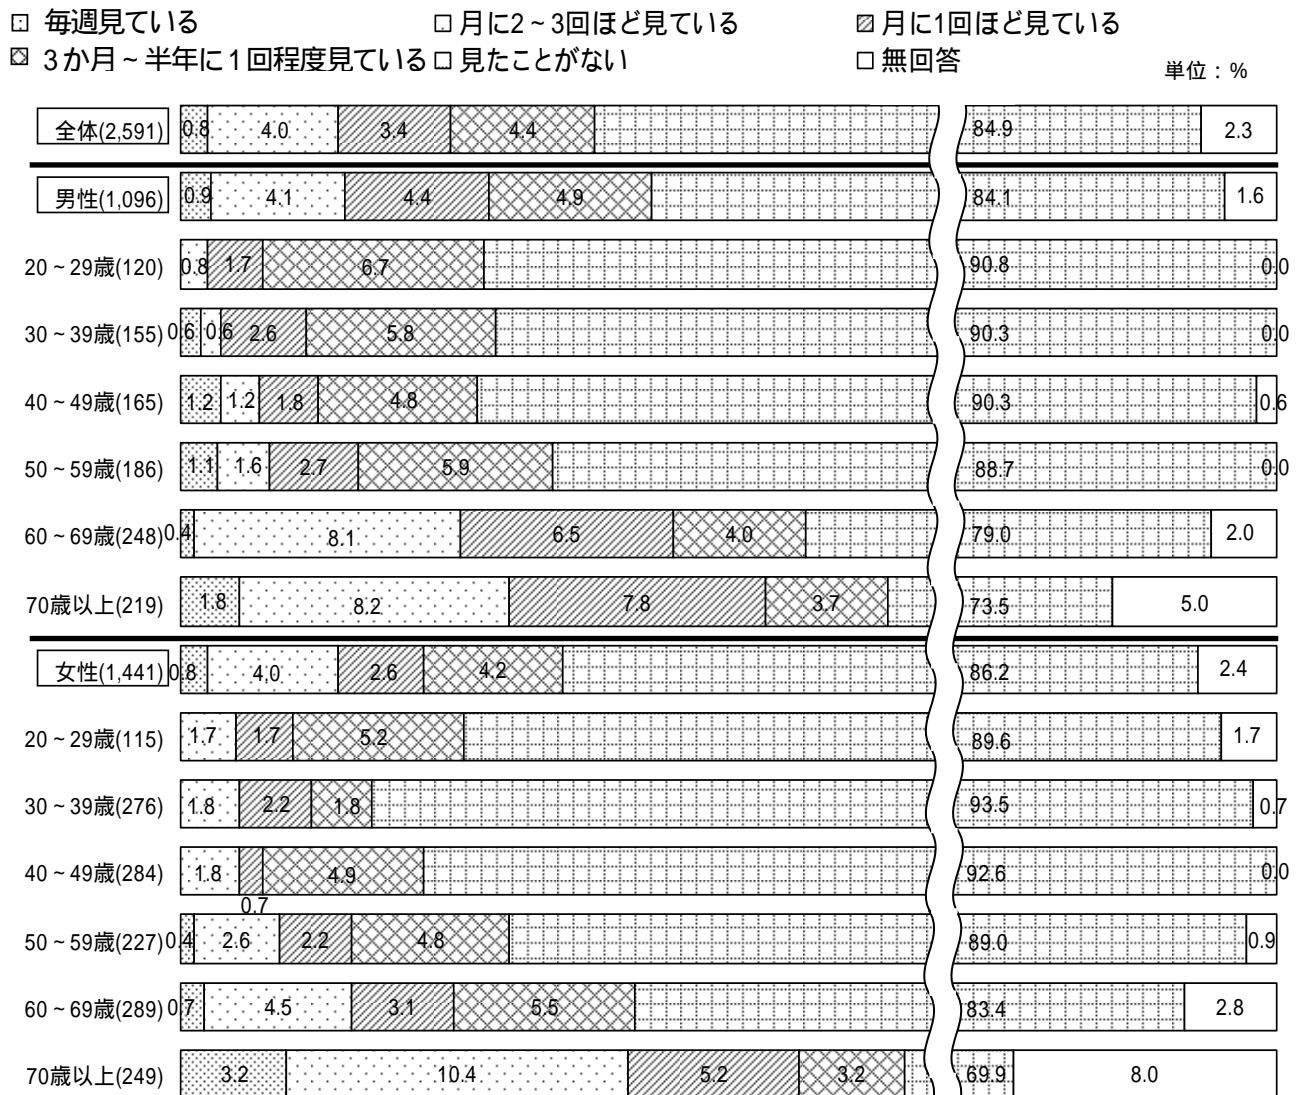 毎週見ている 月に2～3回ほど見ている 月に1回ほど見ている
3か月～半年に1回程度見ている 見たことがない 無回答
単位：%
全体(2,591) 0.8 4.0 3.4 4.4 84.9 2.3
男性(1,096) 0.9 4.1 4.4 4.9 84.1 1.6
20～29歳(120) 0.8 1.7 6.7 90.8 0.0
30～39歳(155) 0.6 0.6 2.6 5.8 90.3 0.0
40～49歳(165) 1.2 1.2 1.8 4.8 90.3 0.6
50～59歳(186) 1.1 1.6 2.7 5.9 88.7 0.0
60～69歳(248) 0.4 8.1 6.5 4.0 79.0 2.0
70歳以上(219) 1.8 8.2 7.8 3.7 73.5 5.0
女性(1,441) 0.8 4.0 2.6 4.2 86.2 2.4
20～29歳(115) 1.7 1.7 5.2 89.6 1.7
30～39歳(276) 1.8 2.2 1.8 93.5 0.7
40～49歳(284) 1.8 0.7 4.9 92.6 0.0
50～59歳(227) 0.4 2.6 2.2 4.8 89.0 0.9
60～69歳(289) 0.7 4.5 3.1 5.5 83.4 2.8
70歳以上(249) 3.2 10.4 5.2 3.2 69.9 8.0